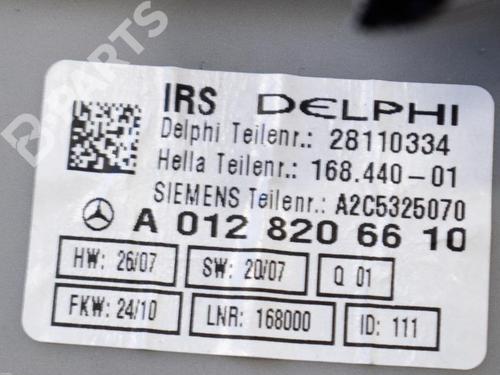 B-PARTS
IRS DELPHI
Delphi Teilenr.: 28110334
Hella Teilenr.: 168.440-01
SIEMENS Teilenr.: A2C5325070
A 012 820 66 10
HW: 26/07 SW: 20/07 Q 01
FKW: 24/10 LNR: 168000 ID: 111